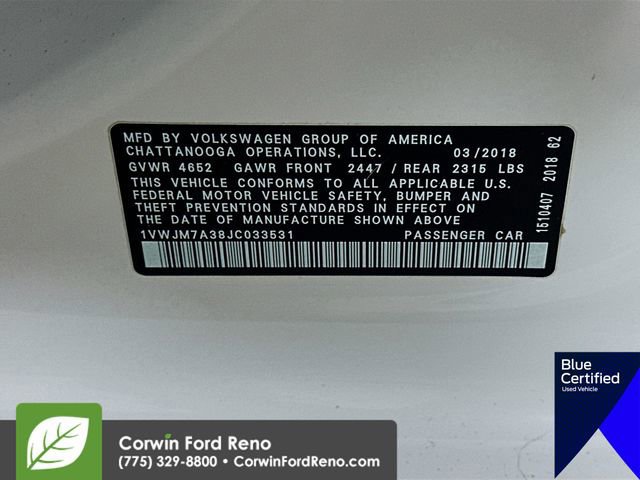 MFD BY VOLKSWAGEN GROUP OF AMERICA
CHATTANOOGA OPERATIONS, LLC. 03/2018
GVWR 4652 GAWR FRONT 2447 / REAR 2315 LBS
THIS VEHICLE CONFORMS TO ALL APPLICABLE U.S.
FEDERAL MOTOR VEHICLE SAFETY, BUMPER AND
THEFT PREVENTION STANDARDS IN EFFECT ON THE
DATE OF MANUFACTURE SHOWN ABOVE
1VWJM7A38JC033531 PASSENGER CAR
1510407 2018 62
Blue
Certified
Used Vehicle
Corwin Ford Reno
(775) 329-8800 • CorwinFordReno.com